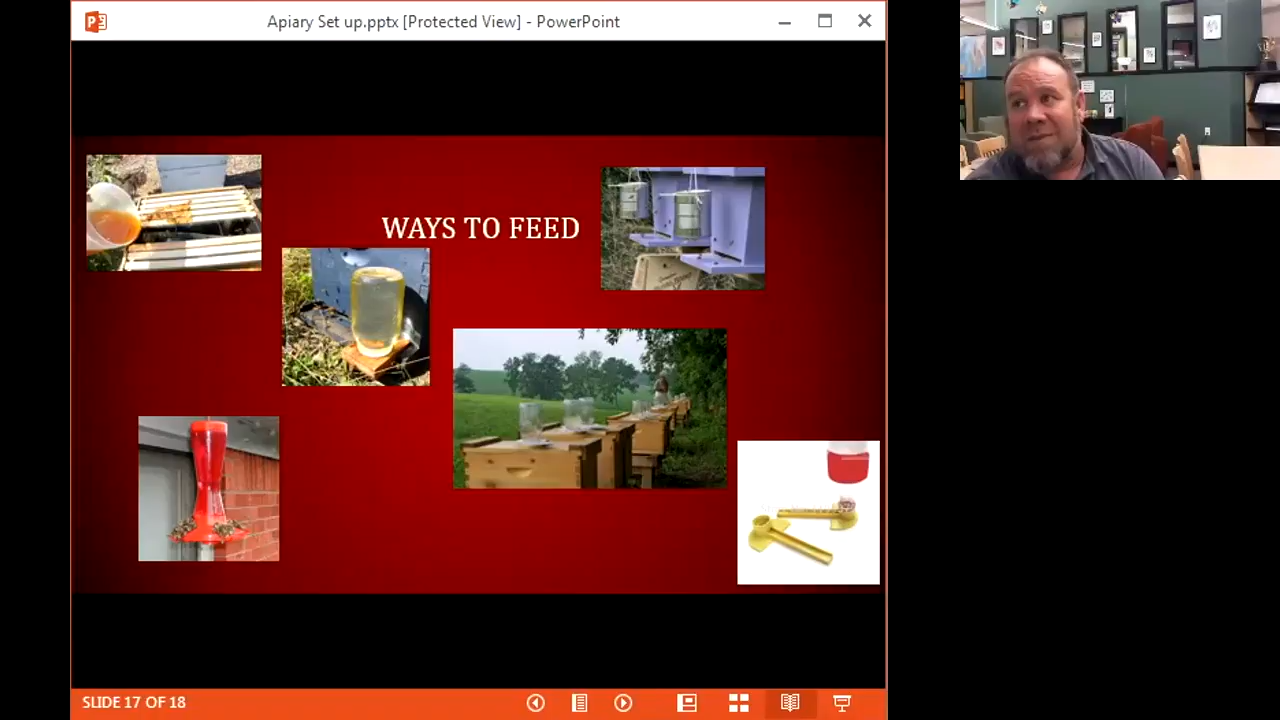 Apiary Set up.pptx [Protected View] - PowerPoint
WAYS TO FEED
SLIDE 17 OF 18